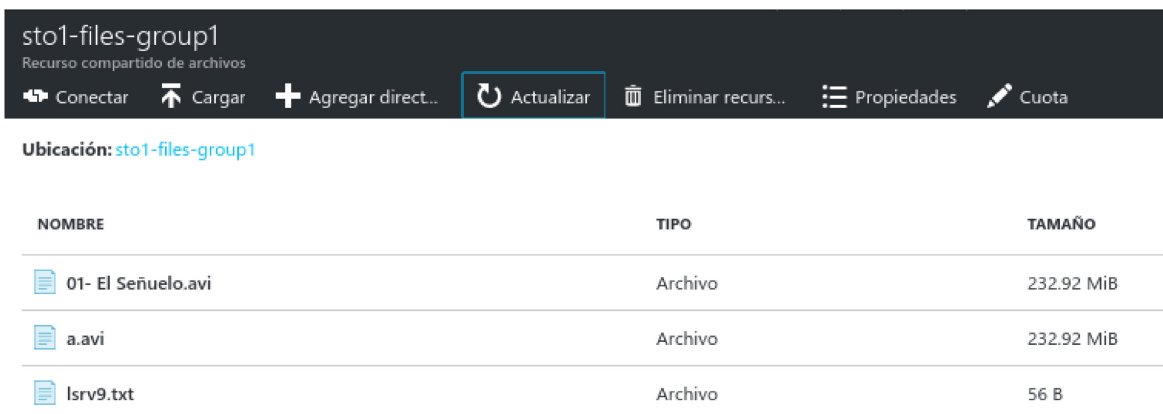 sto1-files-group1
Recurso compartido de archivos
Conectar Cargar Agregar direct... Actualizar Eliminar recurs... Propiedades Cuota
Ubicación: sto1-files-group1
NOMBRE TIPO TAMAÑO
01- El Señuelo.avi Archivo 232.92 MiB
a.avi Archivo 232.92 MiB
lsrv9.txt Archivo 56 B